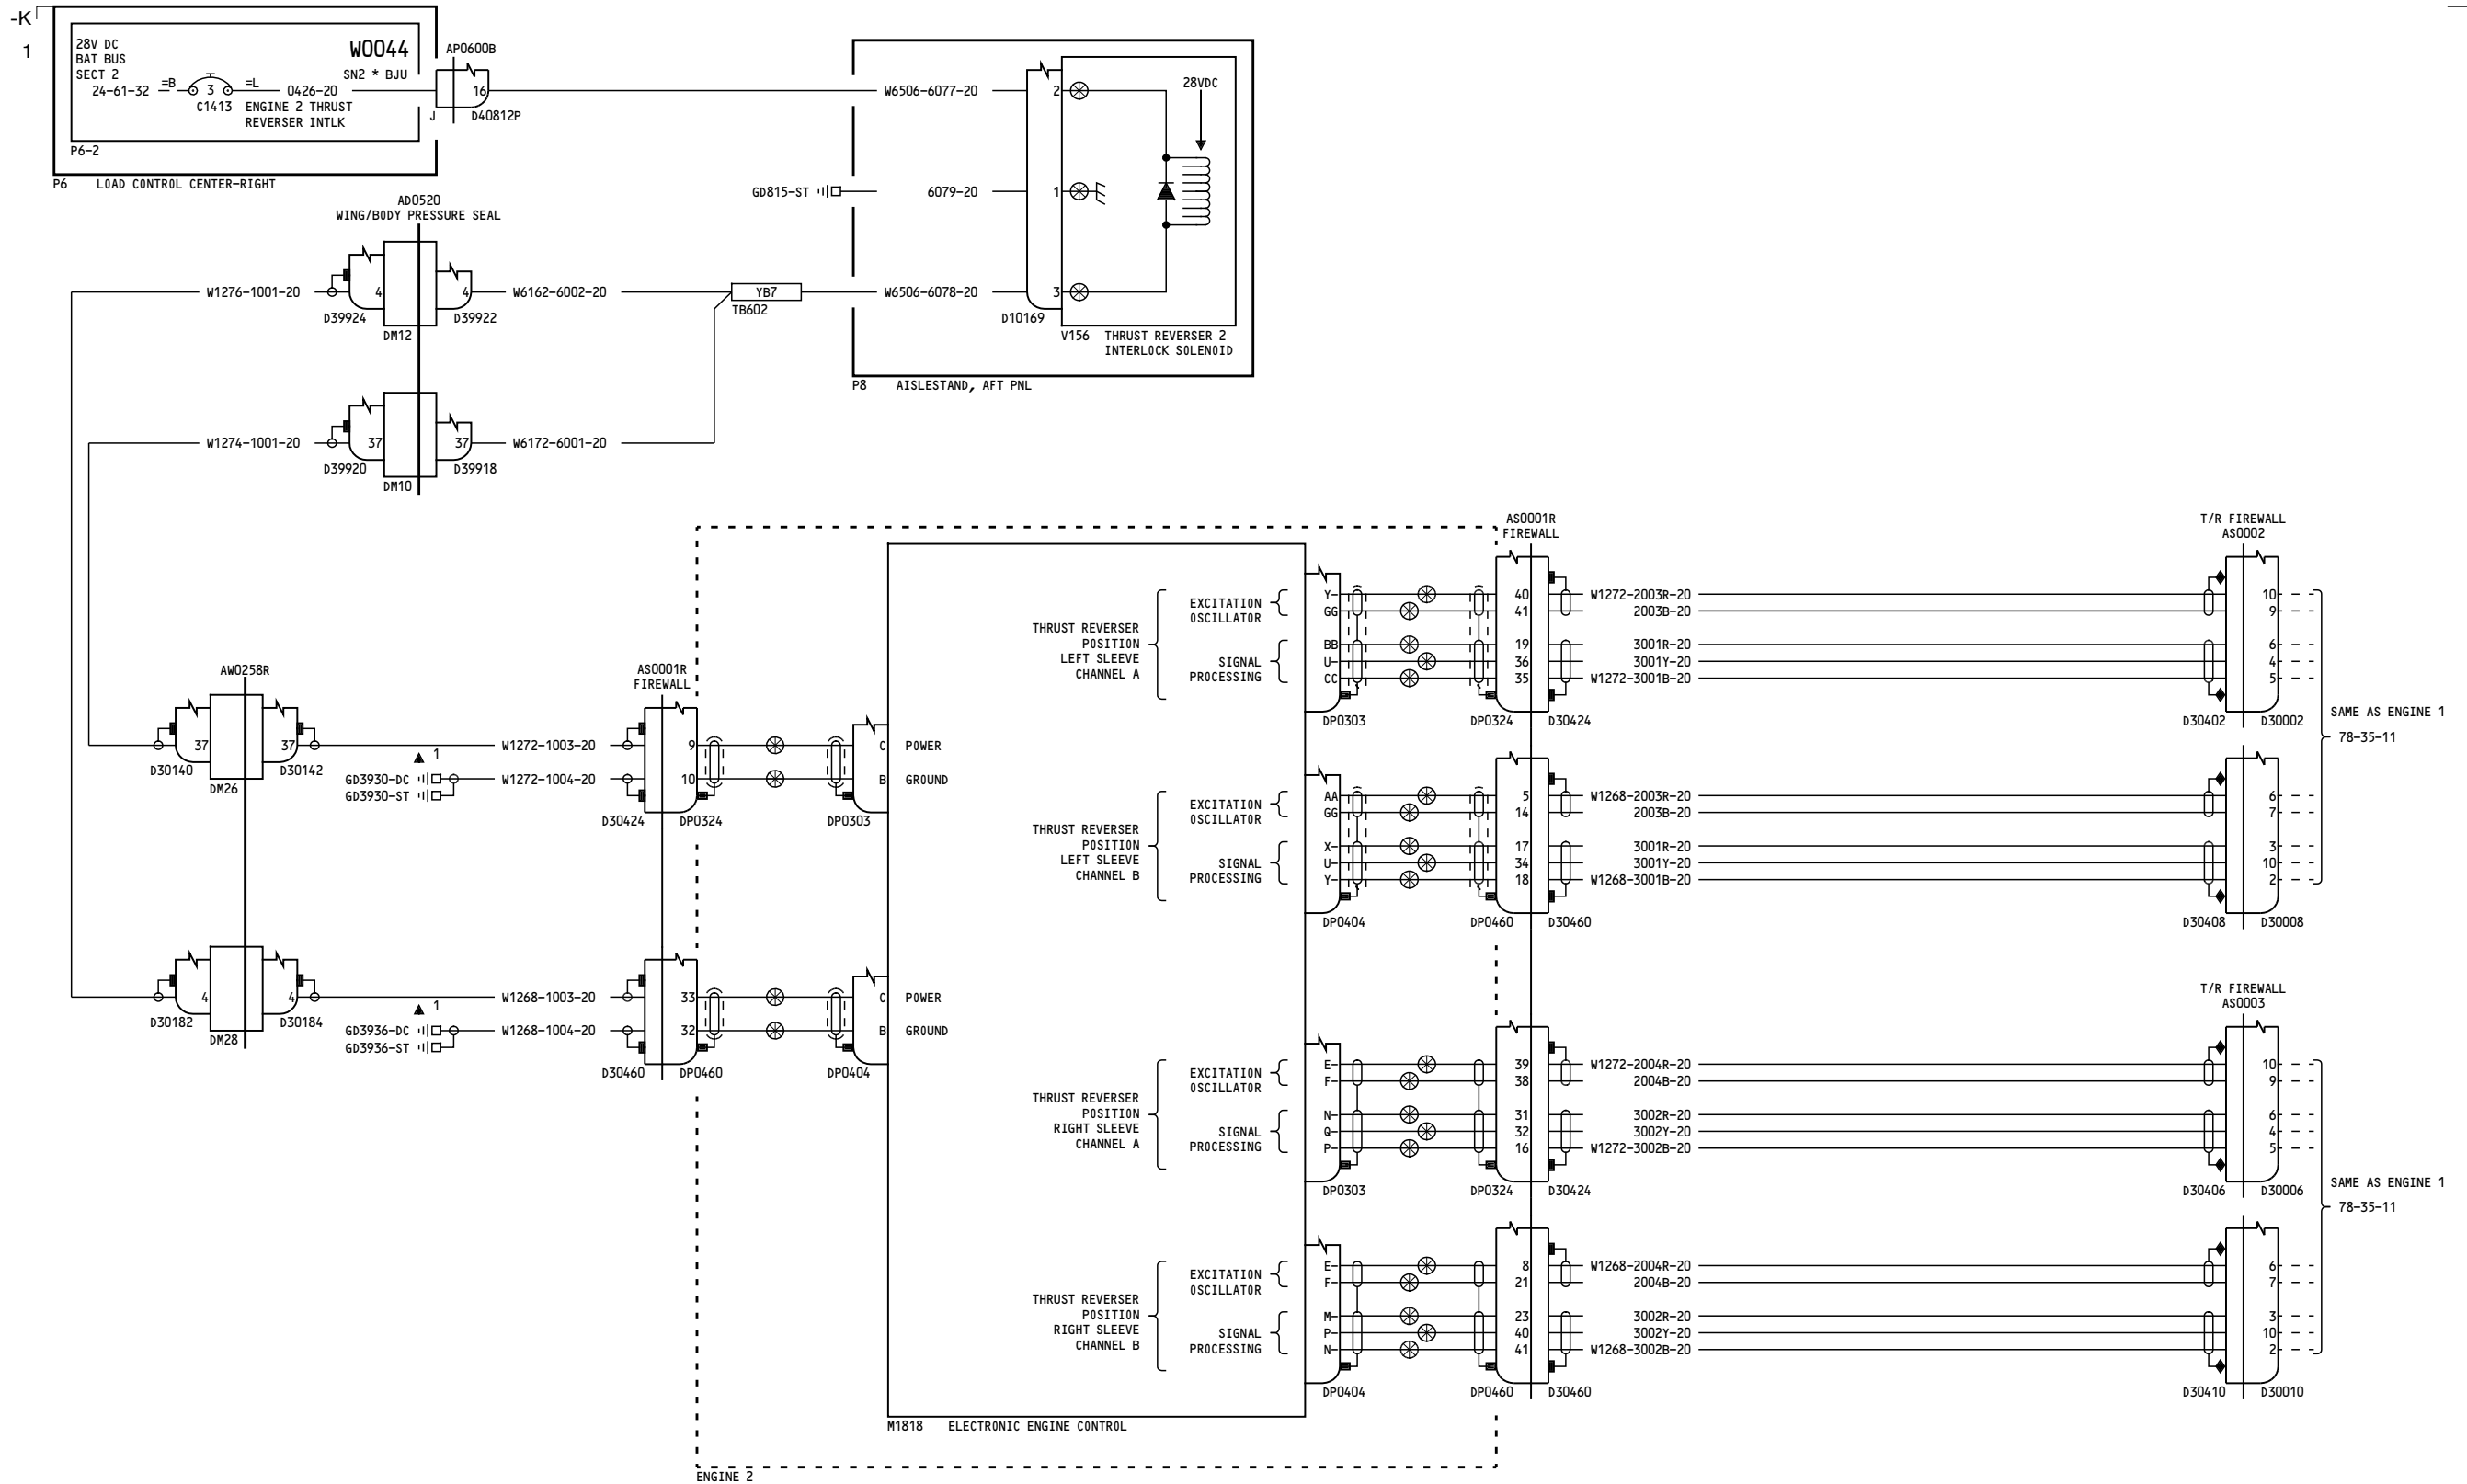 -K
1
28V DC
BAT BUS
SECT 2
24-61-32 =B 3 =L 0426-20
C1413 ENGINE 2 THRUST
REVERSER INTLK
W0044
SN2 * BJU
AP0600B
16
J D40812P
P6-2
P6 LOAD CONTROL CENTER-RIGHT
W6506-6077-20 2
28VDC
GD815-ST 6079-20 1
W6506-6078-20 3
D10169
V156 THRUST REVERSER 2
INTERLOCK SOLENOID
P8 AISLESTAND, AFT PNL
AD0520
WING/BODY PRESSURE SEAL
W1276-1001-20 4 4 W6162-6002-20 YB7
TB602
D39924 D39922
DM12
W1274-1001-20 37 37 W6172-6001-20
D39920 D39918
DM10
AW0258R
37 37
D30140 D30142
DM26
1
W1272-1003-20
GD3930-DC W1272-1004-20
GD3930-ST
AS0001R
FIREWALL
9 C POWER
10 B GROUND
D30424 DP0324 DP0303
4 4
D30182 D30184
DM28
1
W1268-1003-20
GD3936-DC W1268-1004-20
GD3936-ST
33 C POWER
32 B GROUND
D30460 DP0460 DP0404
AS0001R
FIREWALL
T/R FIREWALL
AS0002
THRUST REVERSER
POSITION
LEFT SLEEVE
CHANNEL A
EXCITATION
OSCILLATOR
SIGNAL
PROCESSING
Y- 40 W1272-2003R-20 10
GG 41 2003B-20 9
BB 19 3001R-20 6
U- 36 3001Y-20 4
CC 35 W1272-3001B-20 5
DP0303 DP0324 D30424 D30402 D30002
SAME AS ENGINE 1
78-35-11
THRUST REVERSER
POSITION
LEFT SLEEVE
CHANNEL B
EXCITATION
OSCILLATOR
SIGNAL
PROCESSING
AA 5 W1268-2003R-20 6
GG 14 2003B-20 7
X- 17 3001R-20 3
U- 34 3001Y-20 10
Y- 18 W1268-3001B-20 2
DP0404 DP0460 D30460 D30408 D30008
T/R FIREWALL
AS0003
THRUST REVERSER
POSITION
RIGHT SLEEVE
CHANNEL A
EXCITATION
OSCILLATOR
SIGNAL
PROCESSING
E- 39 W1272-2004R-20 10
F- 38 2004B-20 9
N- 31 3002R-20 6
Q- 32 3002Y-20 4
P- 16 W1272-3002B-20 5
DP0303 DP0324 D30424 D30406 D30006
SAME AS ENGINE 1
78-35-11
THRUST REVERSER
POSITION
RIGHT SLEEVE
CHANNEL B
EXCITATION
OSCILLATOR
SIGNAL
PROCESSING
E- 8 W1268-2004R-20 6
F- 21 2004B-20 7
M- 23 3002R-20 3
P- 40 3002Y-20 10
N- 41 W1268-3002B-20 2
DP0404 DP0460 D30460 D30410 D30010
M1818 ELECTRONIC ENGINE CONTROL
ENGINE 2